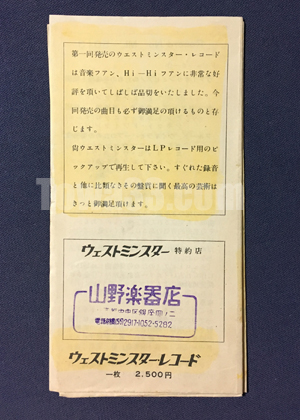 第一回発売のウエストミンスター・レコード
は音楽フアン、Hi―Hiフアンに非常な好
評を頂いてしばしば品切をいたしました。今
回発売の曲目も必ず御満足の頂けるものと存
じます。
尚ウエストミンスターはLPレコード用のピ
ックアップで再生して下さい。すぐれた録音
と他に比類なきその盤質に聞く最高の芸術は
きっと御満足頂けます。
ウェストミンスター 特約店
山野楽器店
ウェストミンスターレコード
一枚 2,500円